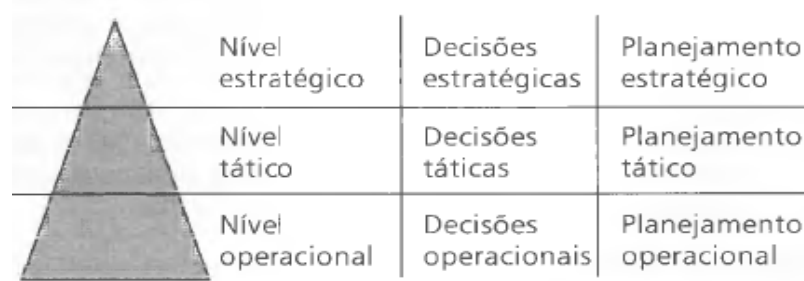 Nível
estratégico
Decisões
estratégicas
Planejamento
estratégico
Nível
tático
Decisões
táticas
Planejamento
tático
Nível
operacional
Decisões
operacionais
Planejamento
operacional